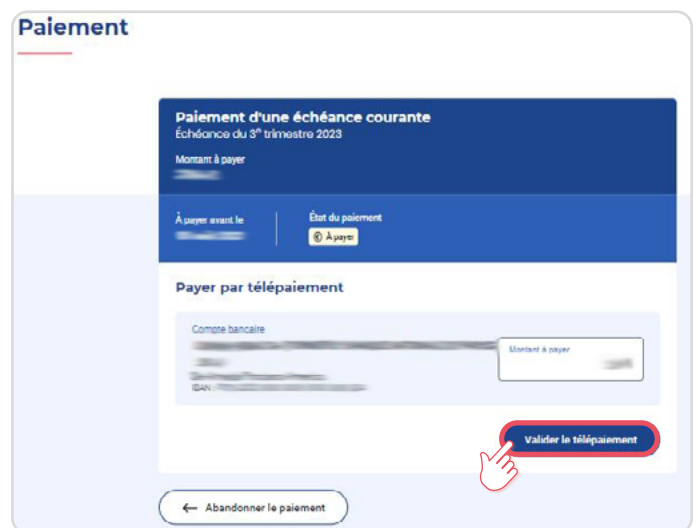 Paiement
Paiement d'une échéance courante
Échéance du 3e trimestre 2023
Montant à payer
À payer avant le
État du paiement
À payer
Payer par télépaiement
Compte bancaire
Montant à payer
IBAN :
Valider le télépaiement
← Abandonner le paiement